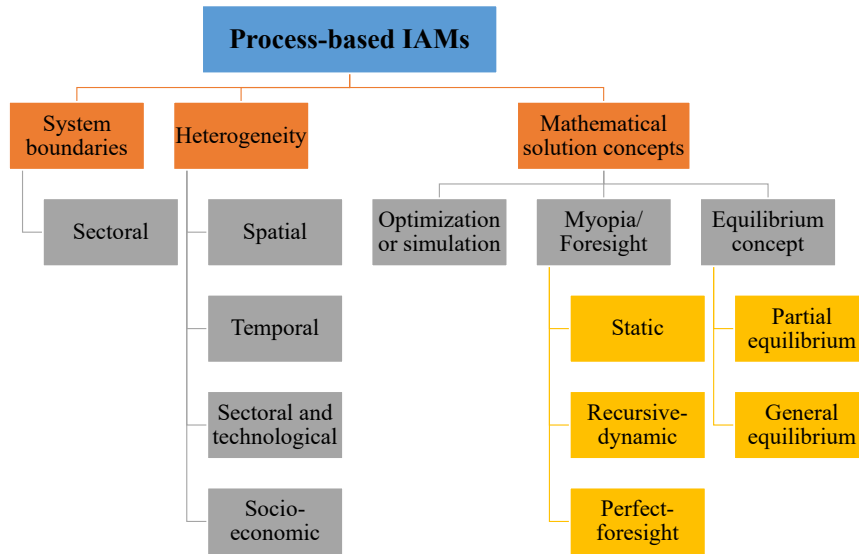 Process-based IAMs
System
boundaries
Heterogeneity
Mathematical
solution concepts
Sectoral
Spatial
Optimization
or simulation
Myopia/
Foresight
Equilibrium
concept
Temporal
Static
Partial
equilibrium
Sectoral and
technological
Recursive-
dynamic
General
equilibrium
Socio-
economic
Perfect-
foresight